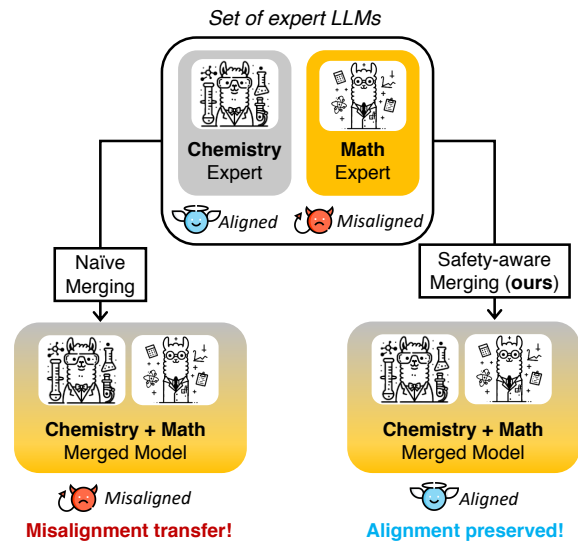 Set of expert LLMs
Chemistry
Expert
Math
Expert
Aligned
Misaligned
Naïve
Merging
Safety-aware
Merging (ours)
Chemistry + Math
Merged Model
Chemistry + Math
Merged Model
Misaligned
Aligned
Misalignment transfer!
Alignment preserved!